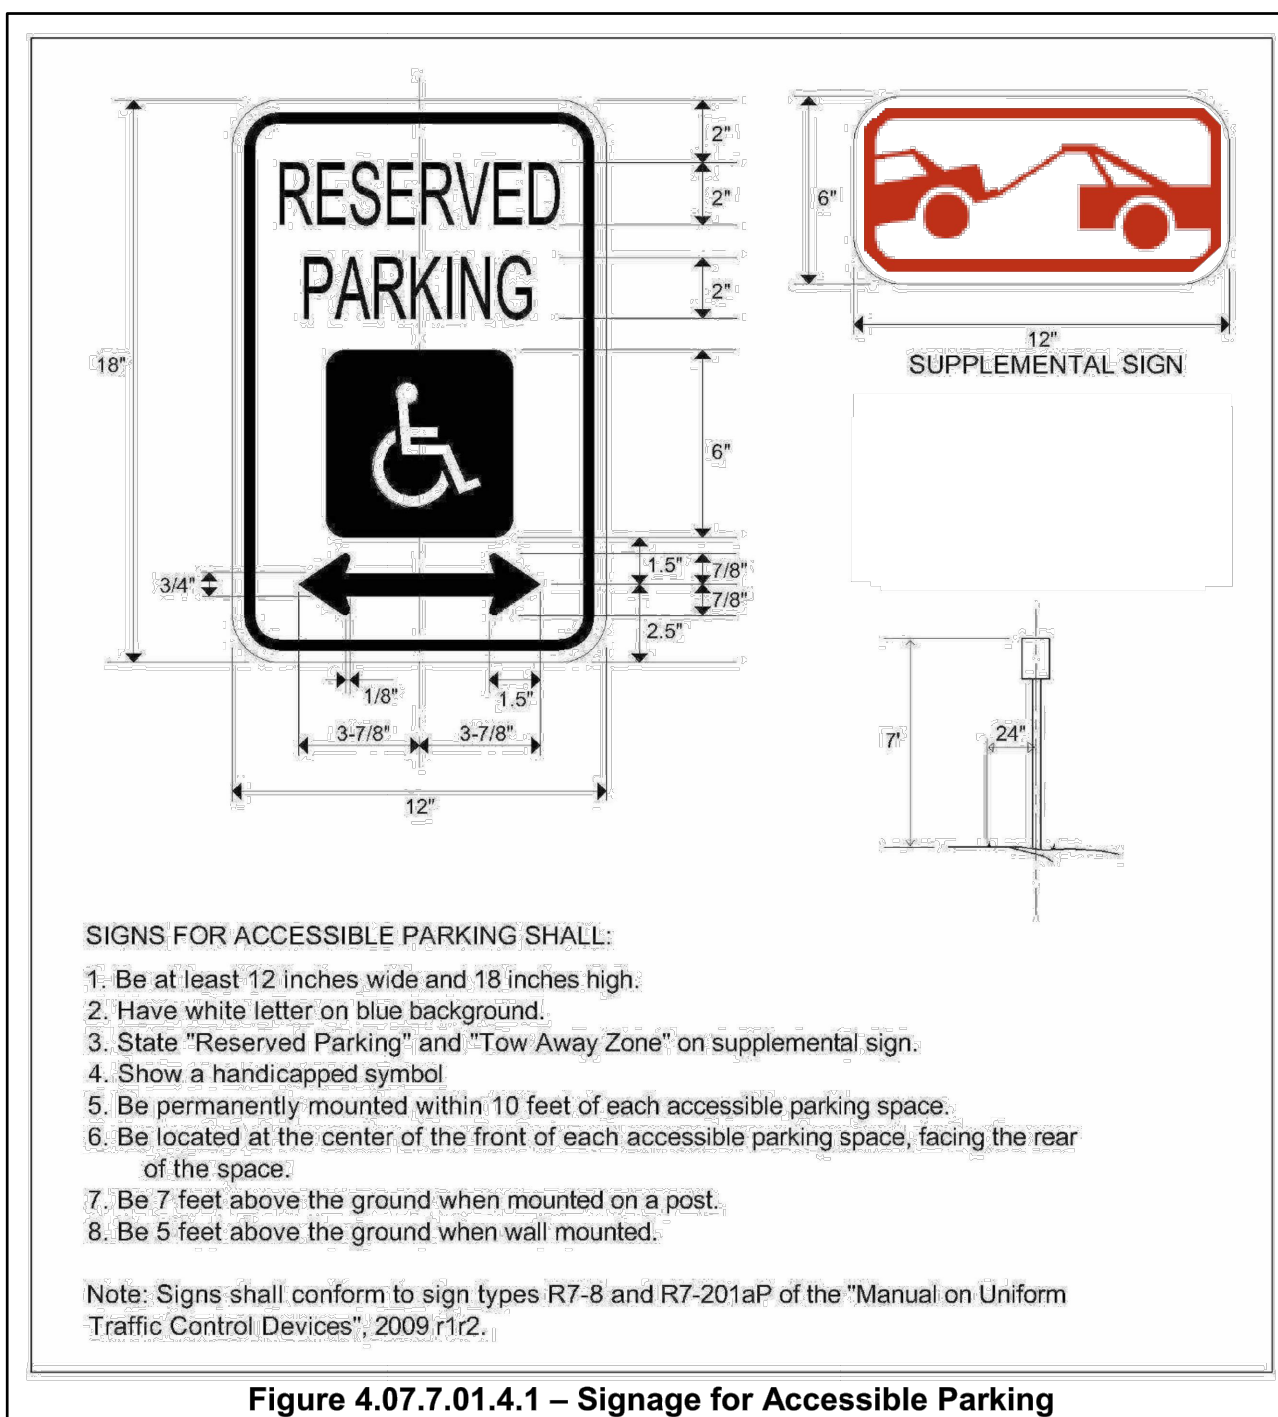 RESERVED
PARKING
18"
2"
2"
2"
6"
1.5"
7/8"
7/8"
2.5"
3/4"
1/8"
1.5"
3-7/8"
3-7/8"
12"
6"
12"
SUPPLEMENTAL SIGN
7'
24"
SIGNS FOR ACCESSIBLE PARKING SHALL:
1. Be at least 12 inches wide and 18 inches high.
2. Have white letter on blue background.
3. State "Reserved Parking" and "Tow Away Zone" on supplemental sign.
4. Show a handicapped symbol
5. Be permanently mounted within 10 feet of each accessible parking space.
6. Be located at the center of the front of each accessible parking space, facing the rear
of the space.
7. Be 7 feet above the ground when mounted on a post.
8. Be 5 feet above the ground when wall mounted.
Note: Signs shall conform to sign types R7-8 and R7-201aP of the "Manual on Uniform
Traffic Control Devices", 2009 r1r2.
Figure 4.07.7.01.4.1 – Signage for Accessible Parking